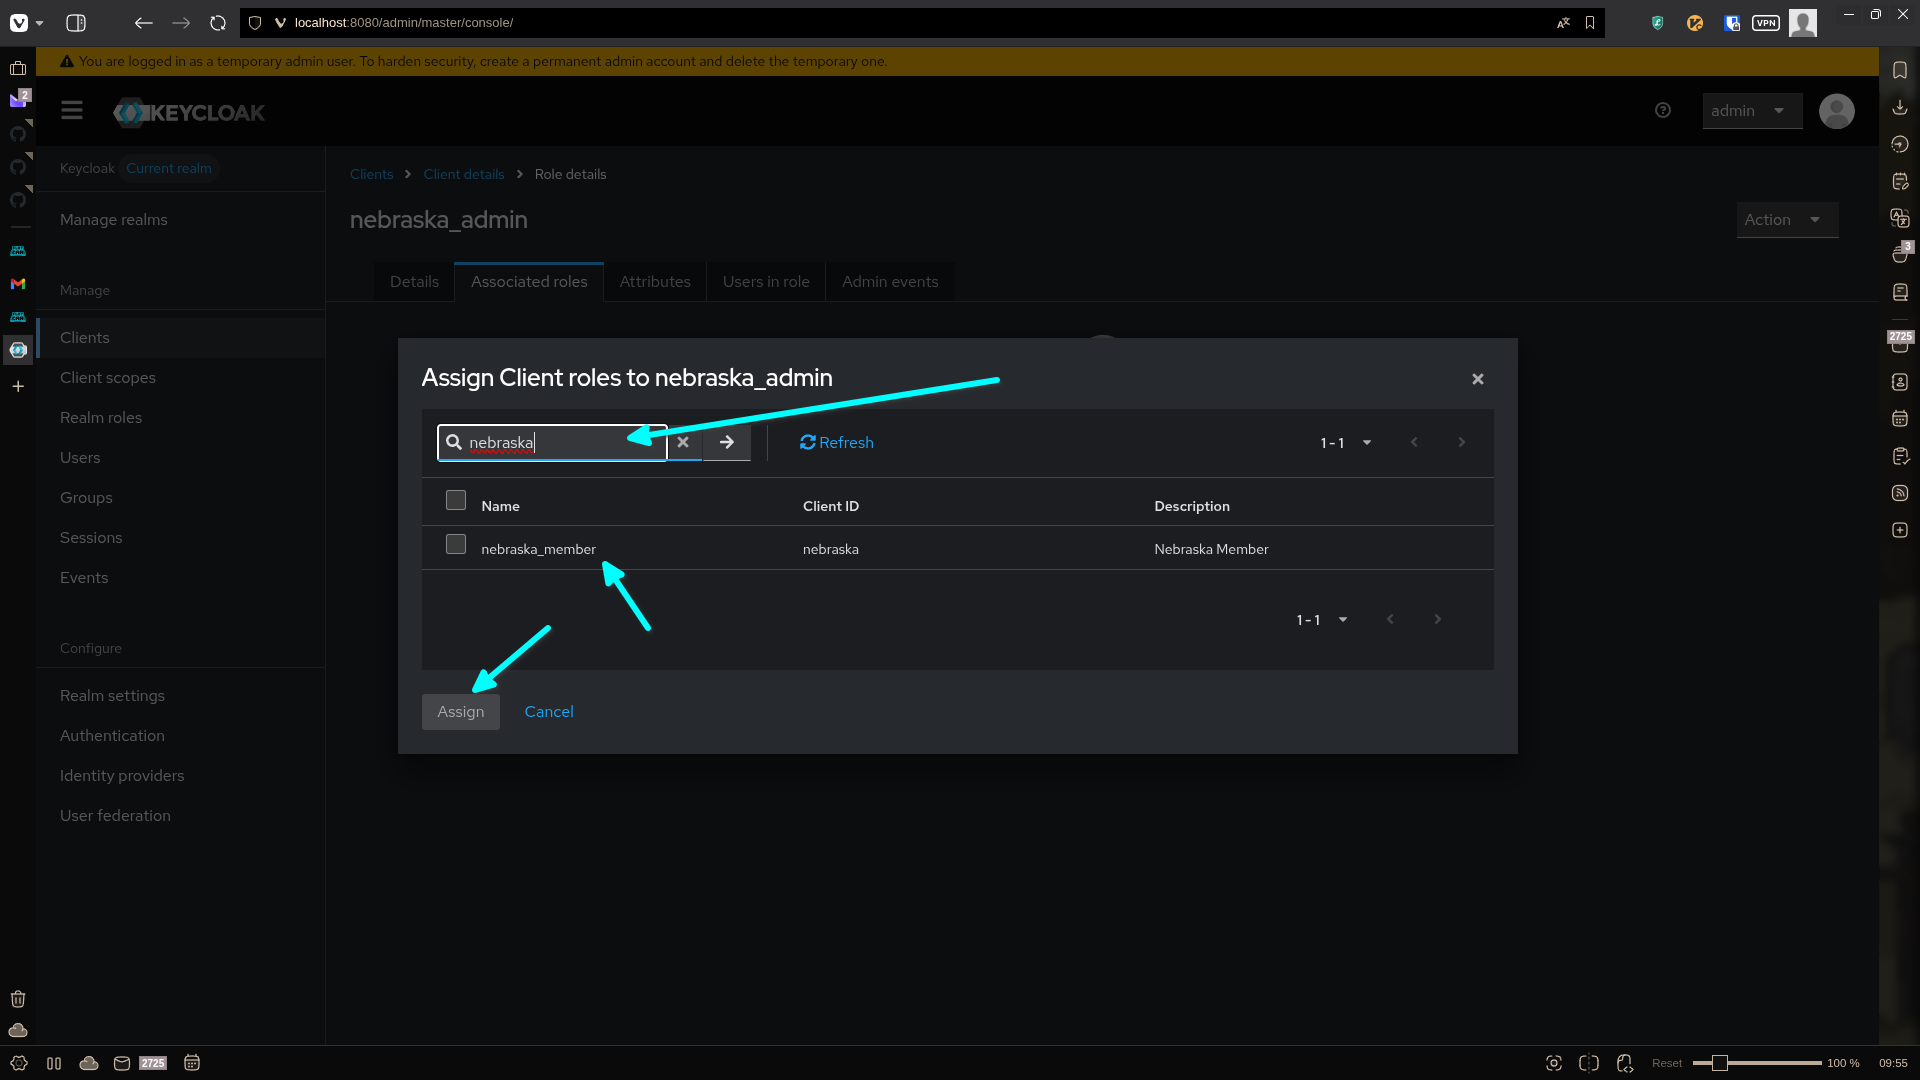 localhost:8080/admin/master/console/
VPN
You are logged in as a temporary admin user. To harden security, create a permanent admin account and delete the temporary one.
2
KEYCLOAK
admin
Keycloak Current realm
Clients > Client details > Role details
Manage realms
nebraska_admin
Action
3
Details Associated roles Attributes Users in role Admin events
Manage
Clients
2725
Client scopes
Realm roles
Users
Groups
Sessions
Events
Assign Client roles to nebraska_admin
nebraska
Refresh
1 - 1
Name Client ID Description
nebraska_member nebraska Nebraska Member
1 - 1
Assign Cancel
Configure
Realm settings
Authentication
Identity providers
User federation
2725
Reset 100 % 09:55